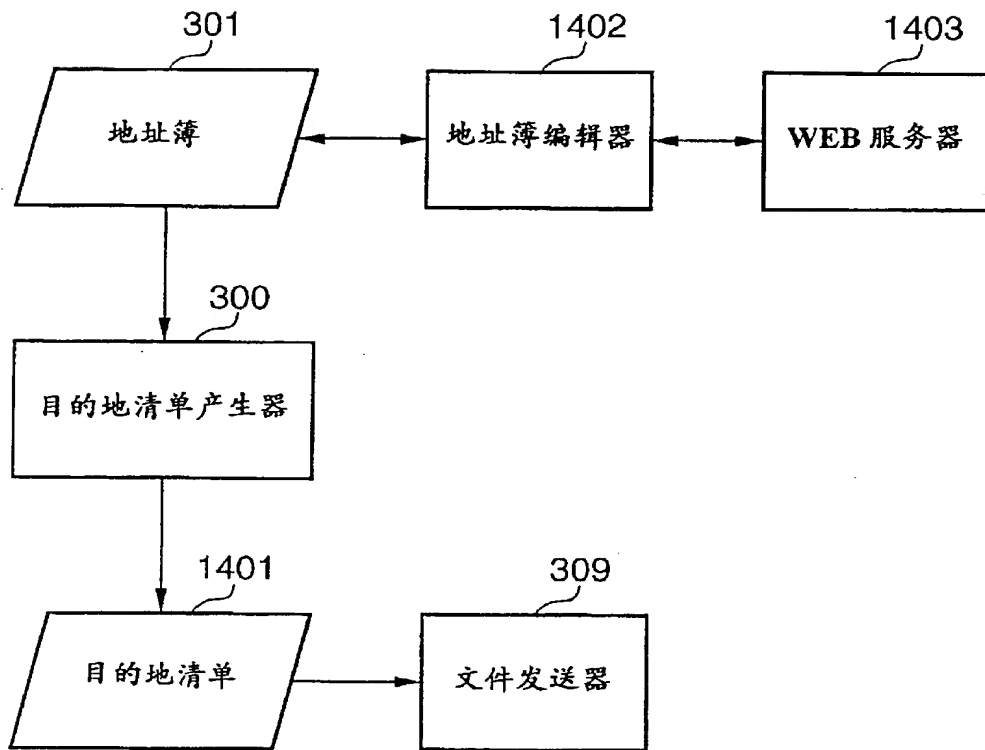 301
1402
1403
地址簿
地址簿编辑器
WEB 服务器
300
目的地清单产生器
1401
309
目的地清单
文件发送器